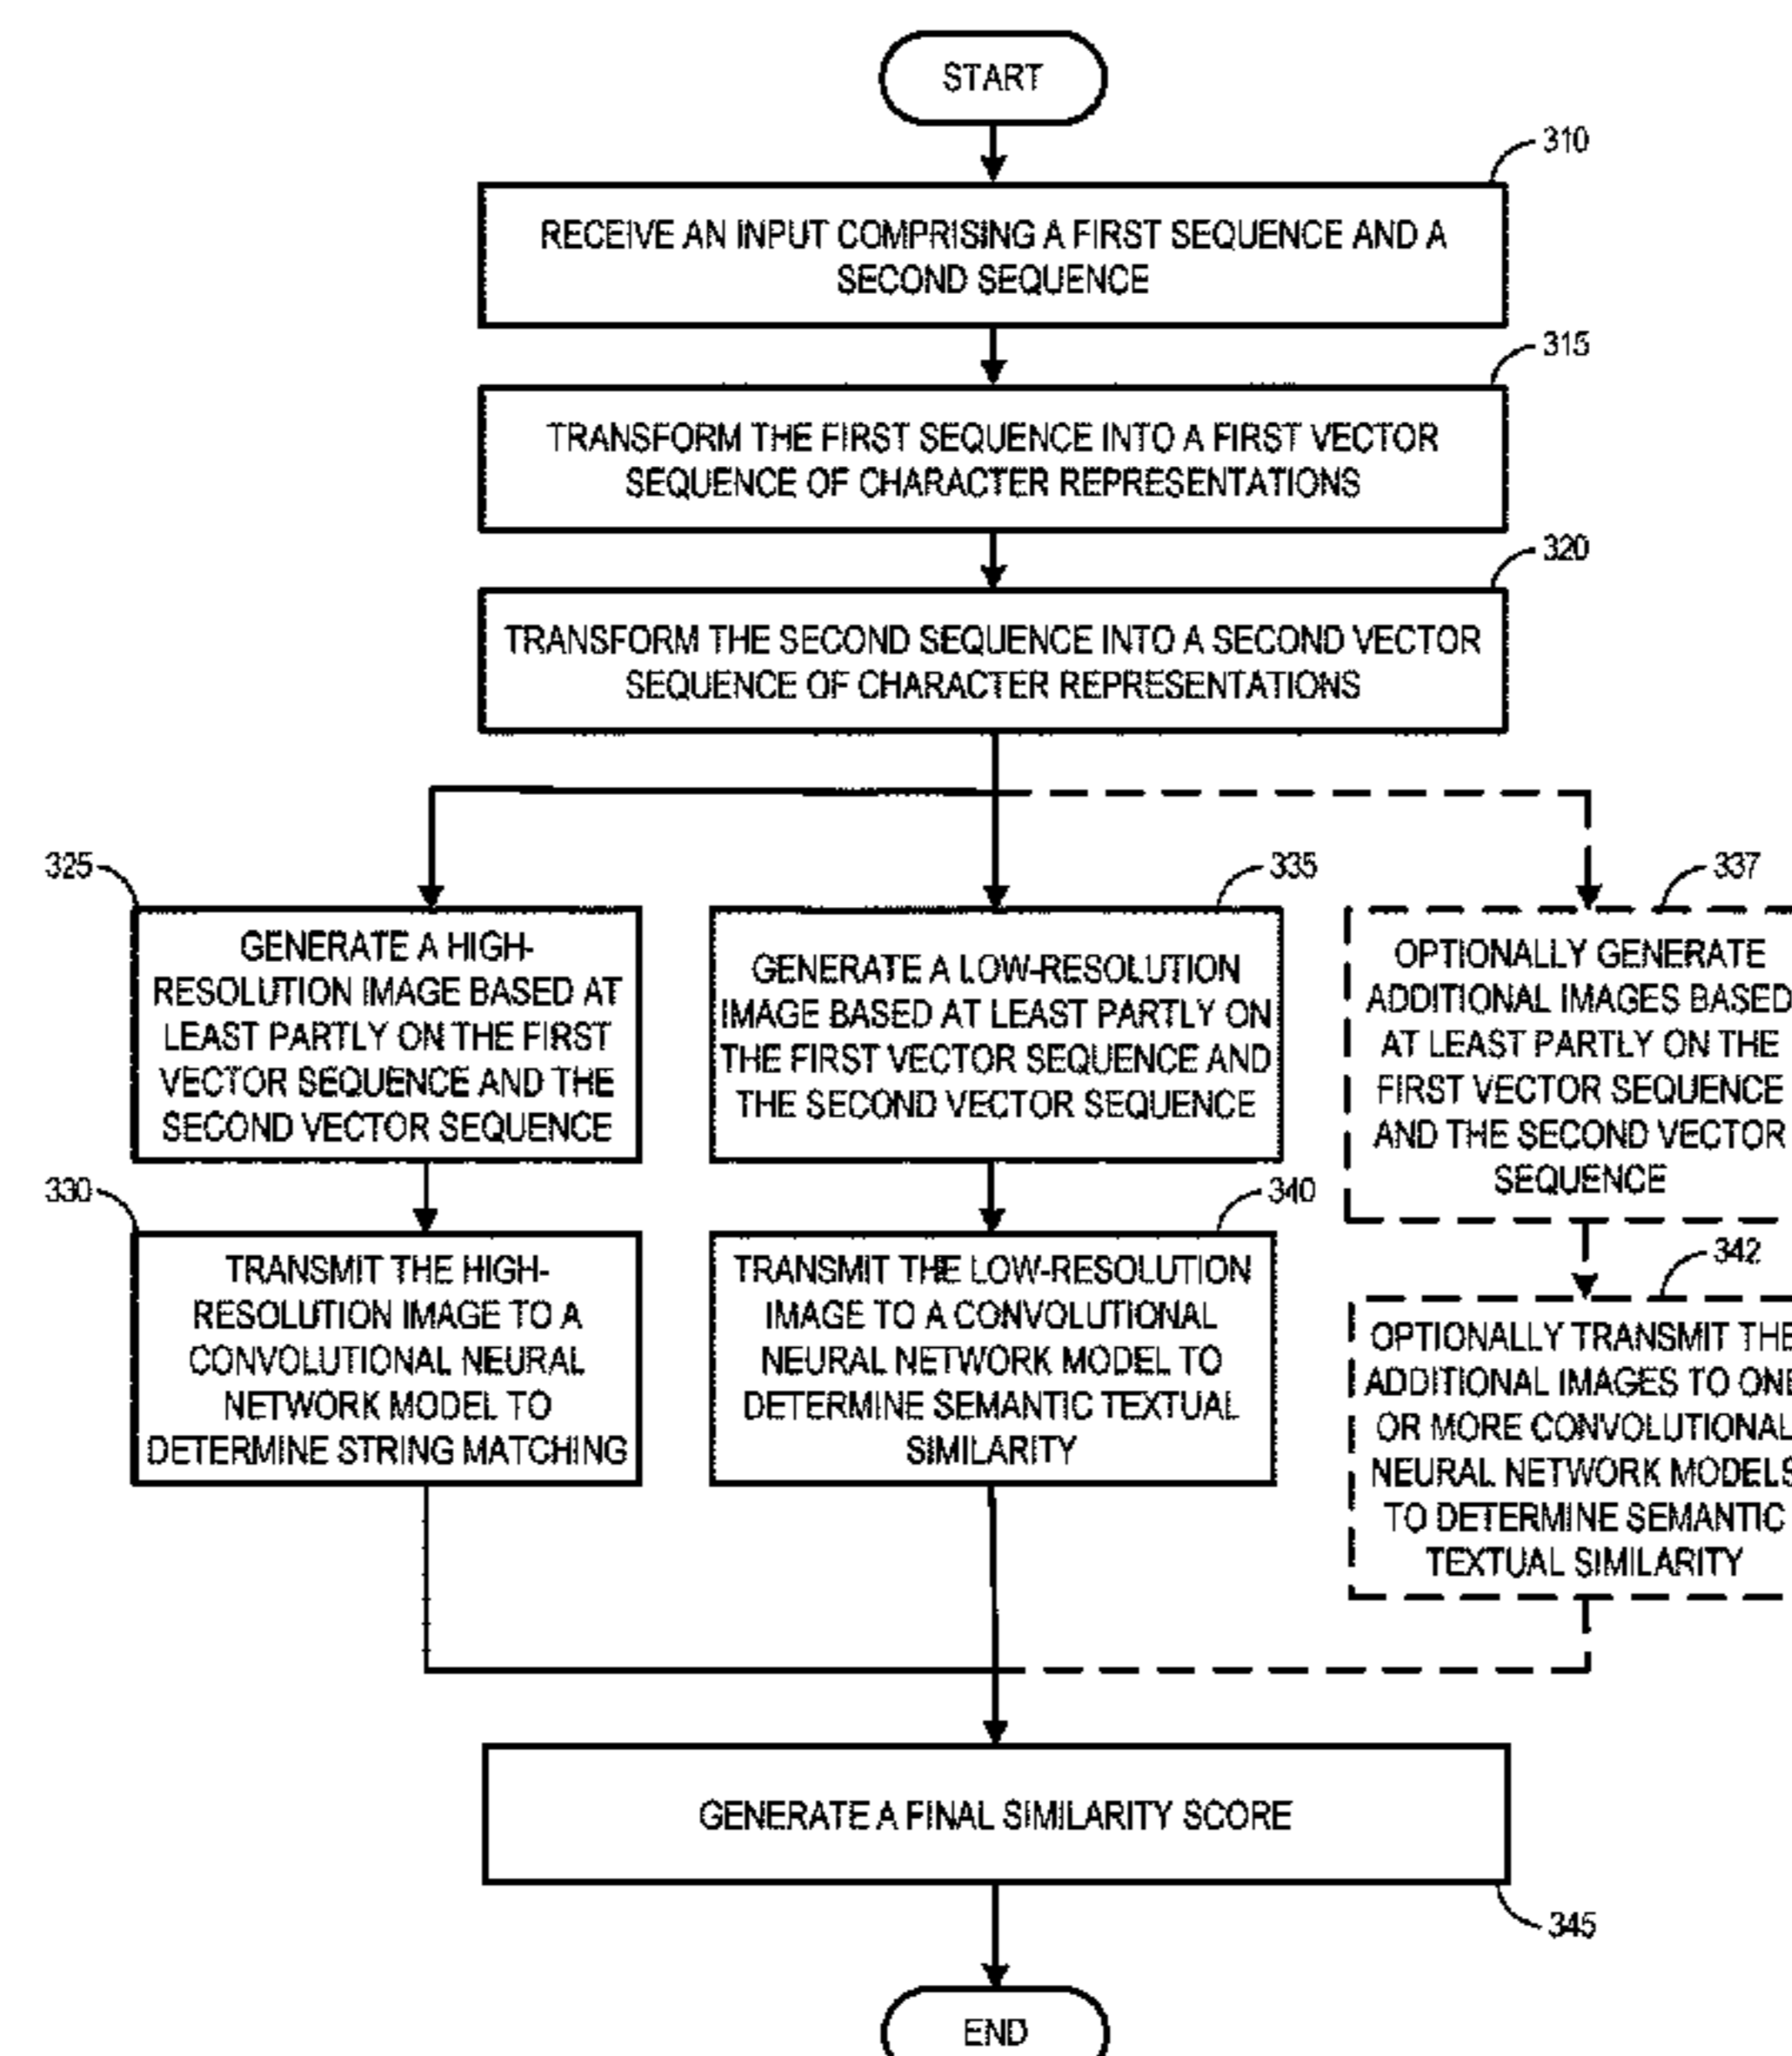 START
310
RECEIVE AN INPUT COMPRISING A FIRST SEQUENCE AND A
SECOND SEQUENCE
315
TRANSFORM THE FIRST SEQUENCE INTO A FIRST VECTOR
SEQUENCE OF CHARACTER REPRESENTATIONS
320
TRANSFORM THE SECOND SEQUENCE INTO A SECOND VECTOR
SEQUENCE OF CHARACTER REPRESENTATIONS
325
GENERATE A HIGH-
RESOLUTION IMAGE BASED AT
LEAST PARTLY ON THE FIRST
VECTOR SEQUENCE AND THE
SECOND VECTOR SEQUENCE
335
GENERATE A LOW-RESOLUTION
IMAGE BASED AT LEAST PARTLY ON
THE FIRST VECTOR SEQUENCE AND
THE SECOND VECTOR SEQUENCE
337
OPTIONALLY GENERATE
ADDITIONAL IMAGES BASED
AT LEAST PARTLY ON THE
FIRST VECTOR SEQUENCE
AND THE SECOND VECTOR
SEQUENCE
330
TRANSMIT THE HIGH-
RESOLUTION IMAGE TO A
CONVOLUTIONAL NEURAL
NETWORK MODEL TO
DETERMINE STRING MATCHING
340
TRANSMIT THE LOW-RESOLUTION
IMAGE TO A CONVOLUTIONAL
NEURAL NETWORK MODEL TO
DETERMINE SEMANTIC TEXTUAL
SIMILARITY
342
OPTIONALLY TRANSMIT THE
ADDITIONAL IMAGES TO ONE
OR MORE CONVOLUTIONAL
NEURAL NETWORK MODELS
TO DETERMINE SEMANTIC
TEXTUAL SIMILARITY
GENERATE A FINAL SIMILARITY SCORE
345
END